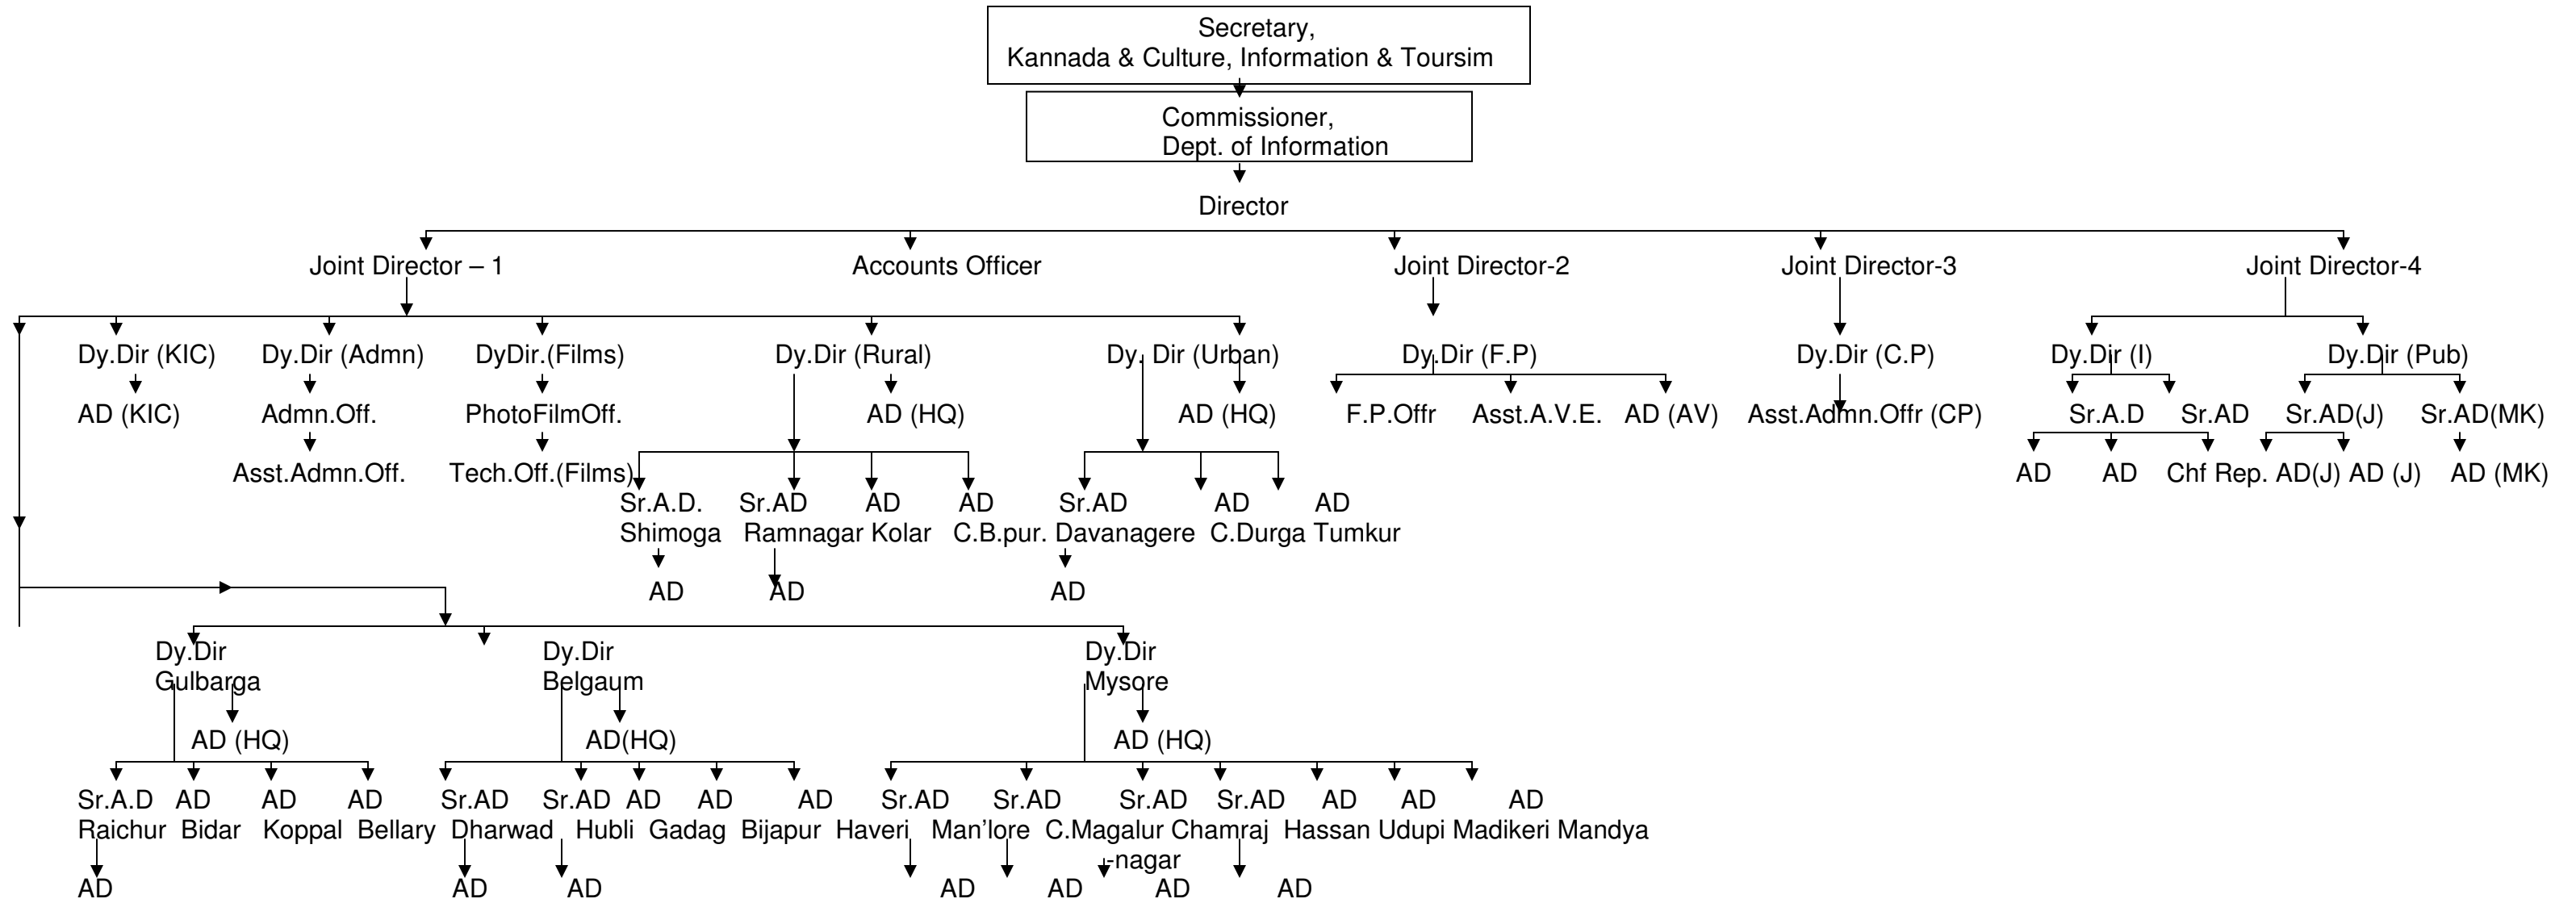 Secretary,
Kannada & Culture, Information & Toursim
Commissioner,
Dept. of Information
Director
Joint Director – 1 Accounts Officer Joint Director-2 Joint Director-3 Joint Director-4
Dy.Dir (KIC) Dy.Dir (Admn) DyDir.(Films) Dy.Dir (Rural) Dy. Dir (Urban) Dy.Dir (F.P) Dy.Dir (C.P) Dy.Dir (I) Dy.Dir (Pub)
AD (KIC) Admn.Off. PhotoFilmOff. AD (HQ) AD (HQ) F.P.Offr Asst.A.V.E. AD (AV) Asst.Admn.Offr (CP) Sr.A.D Sr.AD Sr.AD(J) Sr.AD(MK)
Asst.Admn.Off. Tech.Off.(Films) AD AD Chf Rep. AD(J) AD (J) AD (MK)
Sr.A.D. Sr.AD AD AD Sr.AD AD AD
Shimoga Ramnagar Kolar C.B.pur. Davanagere C.Durga Tumkur
AD AD AD
Dy.Dir Dy.Dir Dy.Dir
Gulbarga Belgaum Mysore
AD (HQ) AD(HQ) AD (HQ)
Sr.A.D AD AD AD Sr.AD Sr.AD AD AD AD Sr.AD Sr.AD Sr.AD Sr.AD AD AD AD
Raichur Bidar Koppal Bellary Dharwad Hubli Gadag Bijapur Haveri Man'lore C.Magalur Chamraj Hassan Udupi Madikeri Mandya
-nagar
AD AD AD AD AD AD AD